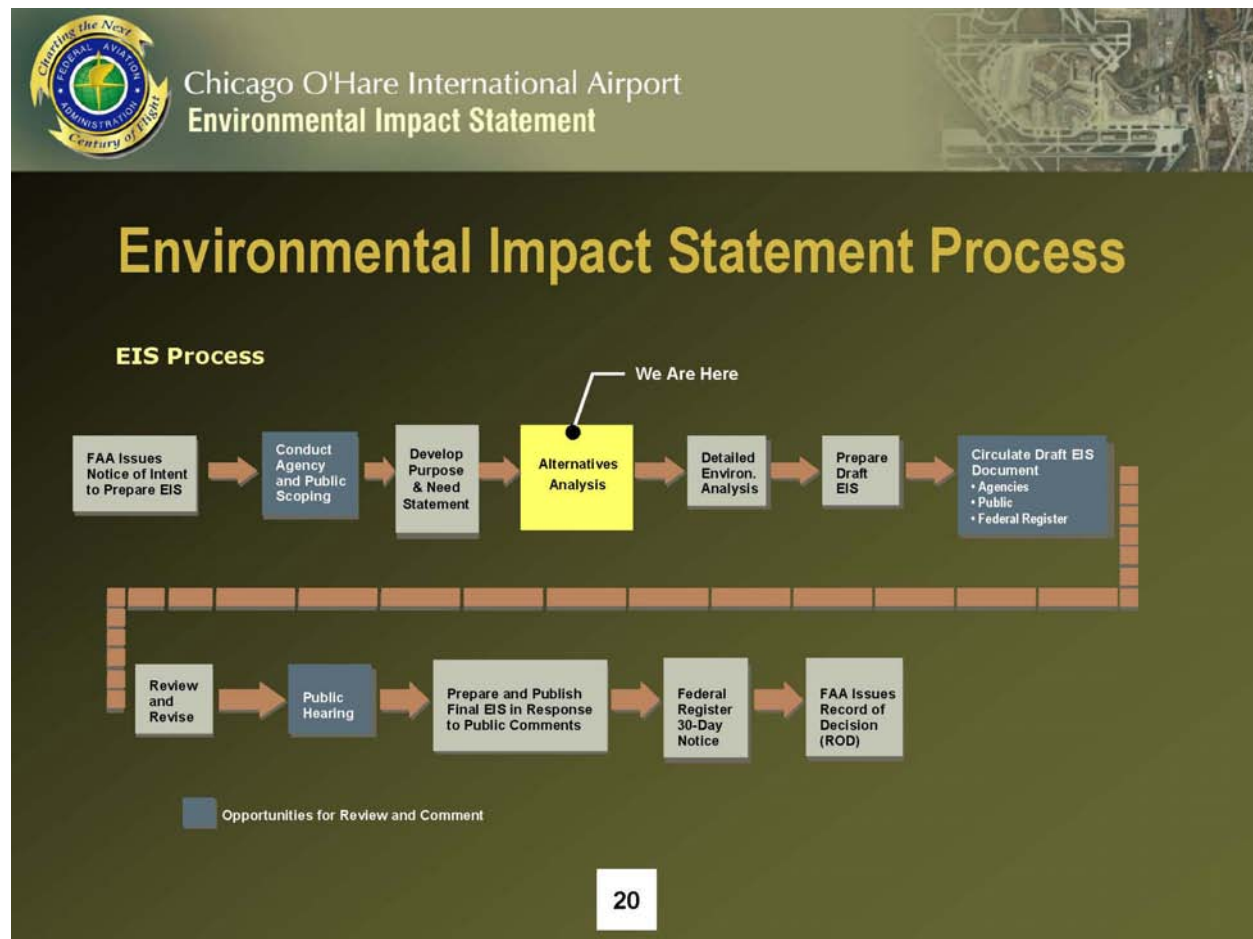 Charting the Next
FEDERAL AVIATION
ADMINISTRATION
Century of Flight
Chicago O'Hare International Airport
Environmental Impact Statement
Environmental Impact Statement Process
EIS Process
We Are Here
FAA Issues
Notice of Intent
to Prepare EIS
Conduct
Agency
and Public
Scoping
Develop
Purpose
& Need
Statement
Alternatives
Analysis
Detailed
Environ.
Analysis
Prepare
Draft
EIS
Circulate Draft EIS
Document
• Agencies
• Public
• Federal Register
Review
and
Revise
Public
Hearing
Prepare and Publish
Final EIS in Response
to Public Comments
Federal
Register
30-Day
Notice
FAA Issues
Record of
Decision
(ROD)
Opportunities for Review and Comment
20